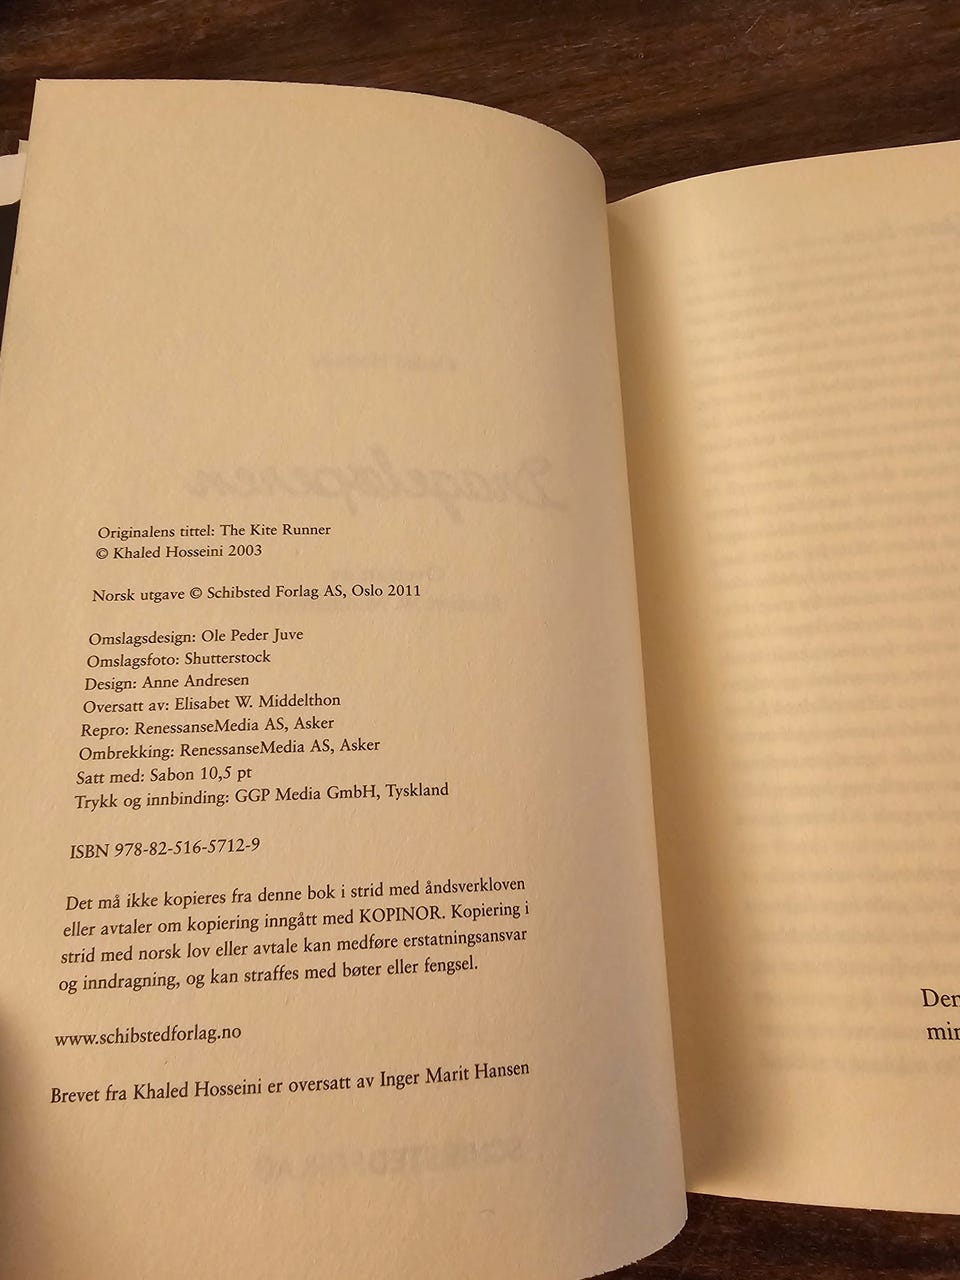 Originalens tittel: The Kite Runner
© Khaled Hosseini 2003
Norsk utgave © Schibsted Forlag AS, Oslo 2011
Omslagsdesign: Ole Peder Juve
Omslagsfoto: Shutterstock
Design: Anne Andresen
Oversatt av: Elisabet W. Middelthon
Repro: RenessanseMedia AS, Asker
Ombrekking: RenessanseMedia AS, Asker
Satt med: Sabon 10,5 pt
Trykk og innbinding: GGP Media GmbH, Tyskland
ISBN 978-82-516-5712-9
Det må ikke kopieres fra denne bok i strid med åndsverkloven
eller avtaler om kopiering inngått med KOPINOR. Kopiering i
strid med norsk lov eller avtale kan medføre erstatningsansvar
og inndragning, og kan straffes med bøter eller fengsel.
www.schibstedforlag.no
Brevet fra Khaled Hosseini er oversatt av Inger Marit Hansen